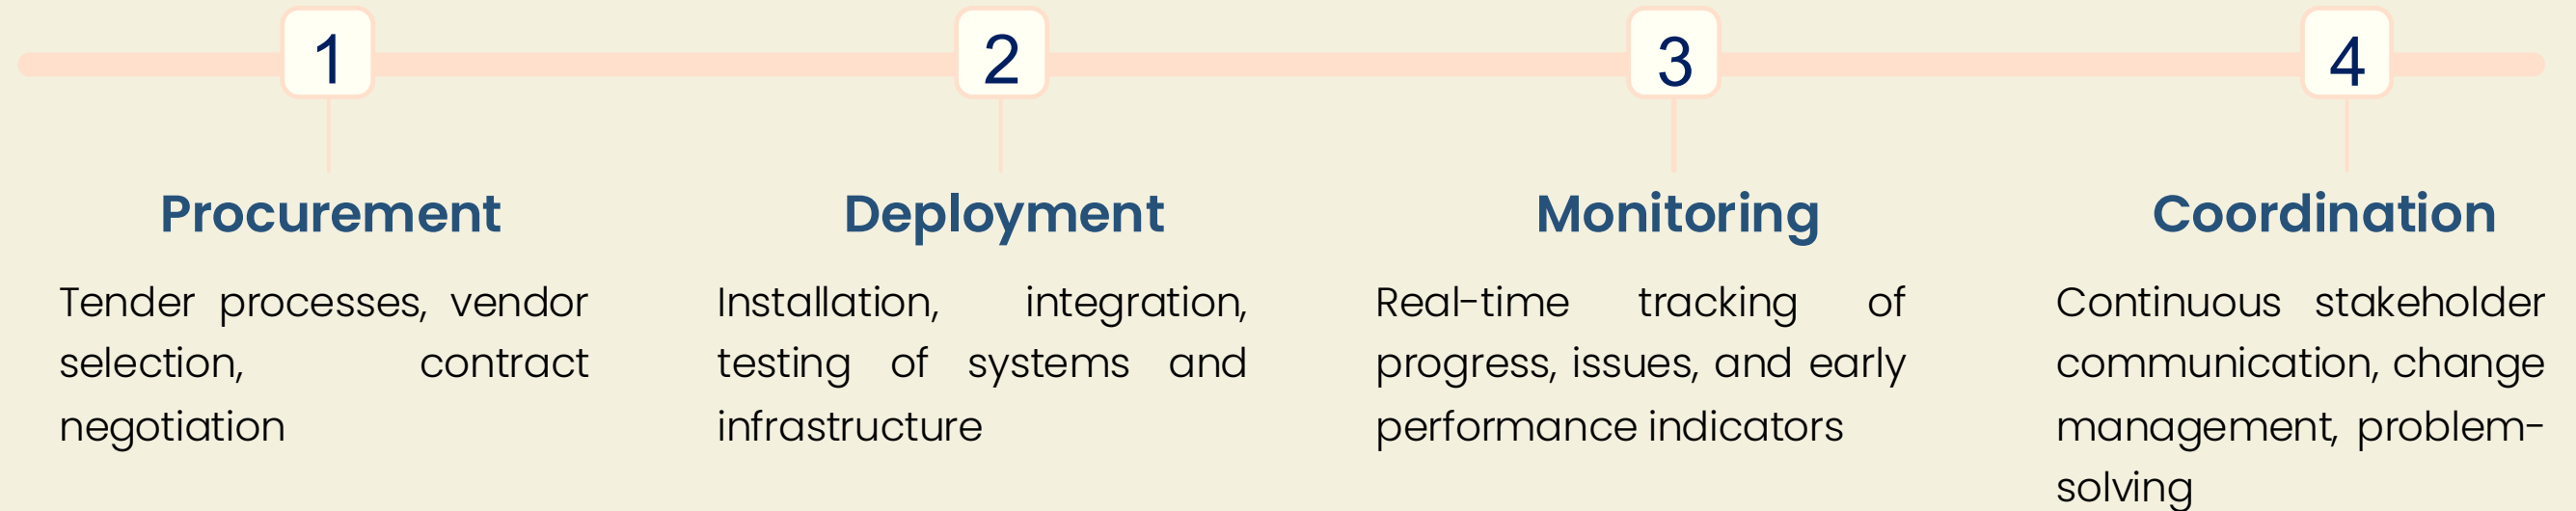 1
2
3
4
Procurement
Tender processes, vendor
selection, contract
negotiation
Deployment
Installation, integration,
testing of systems and
infrastructure
Monitoring
Real-time tracking of
progress, issues, and early
performance indicators
Coordination
Continuous stakeholder
communication, change
management, problem-
solving